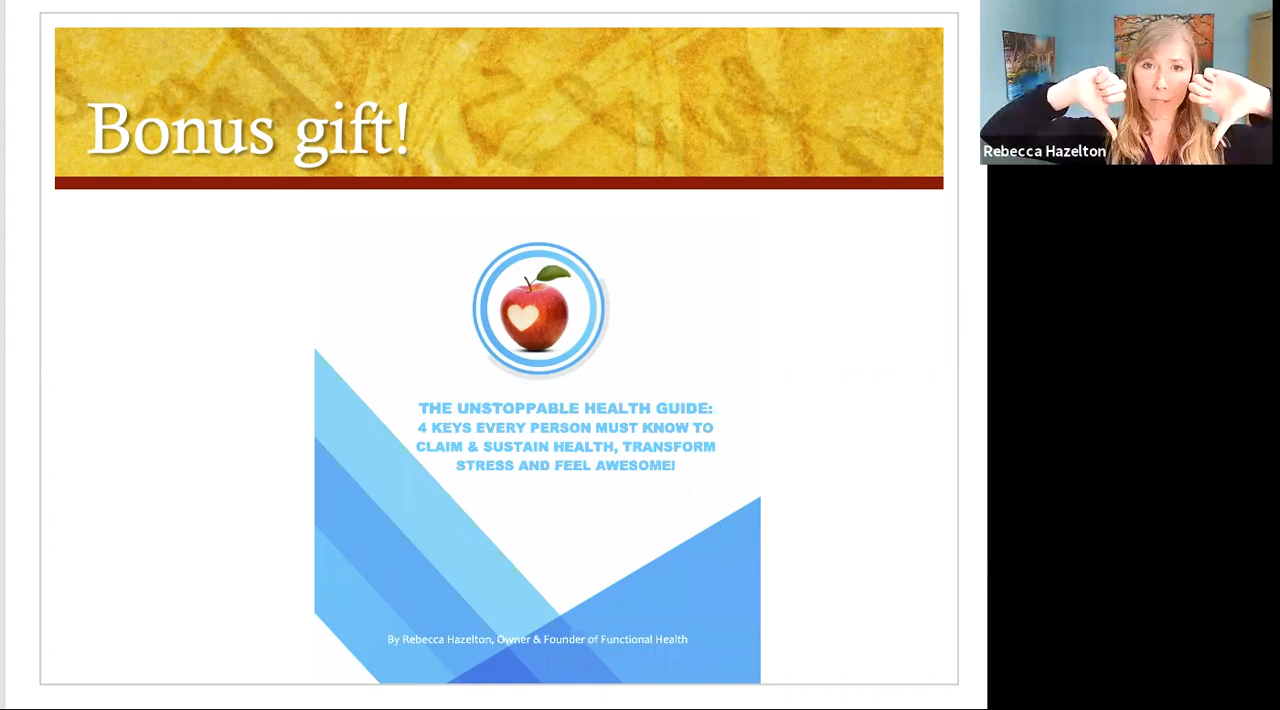 Bonus gift!
Rebecca Hazelton
THE UNSTOPPABLE HEALTH GUIDE:
4 KEYS EVERY PERSON MUST KNOW TO
CLAIM & SUSTAIN HEALTH, TRANSFORM
STRESS AND FEEL AWESOME!
By Rebecca Hazelton, Owner & Founder of Functional Health